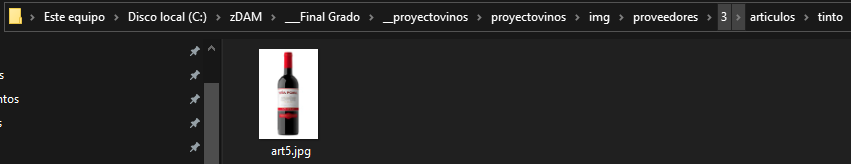 Este equipo > Disco local (C:) > zDAM > ___Final Grado > __proyectovinos > proyectovinos > img > proveedores > 3 > articulos > tinto
s
ntos
s
art5.jpg